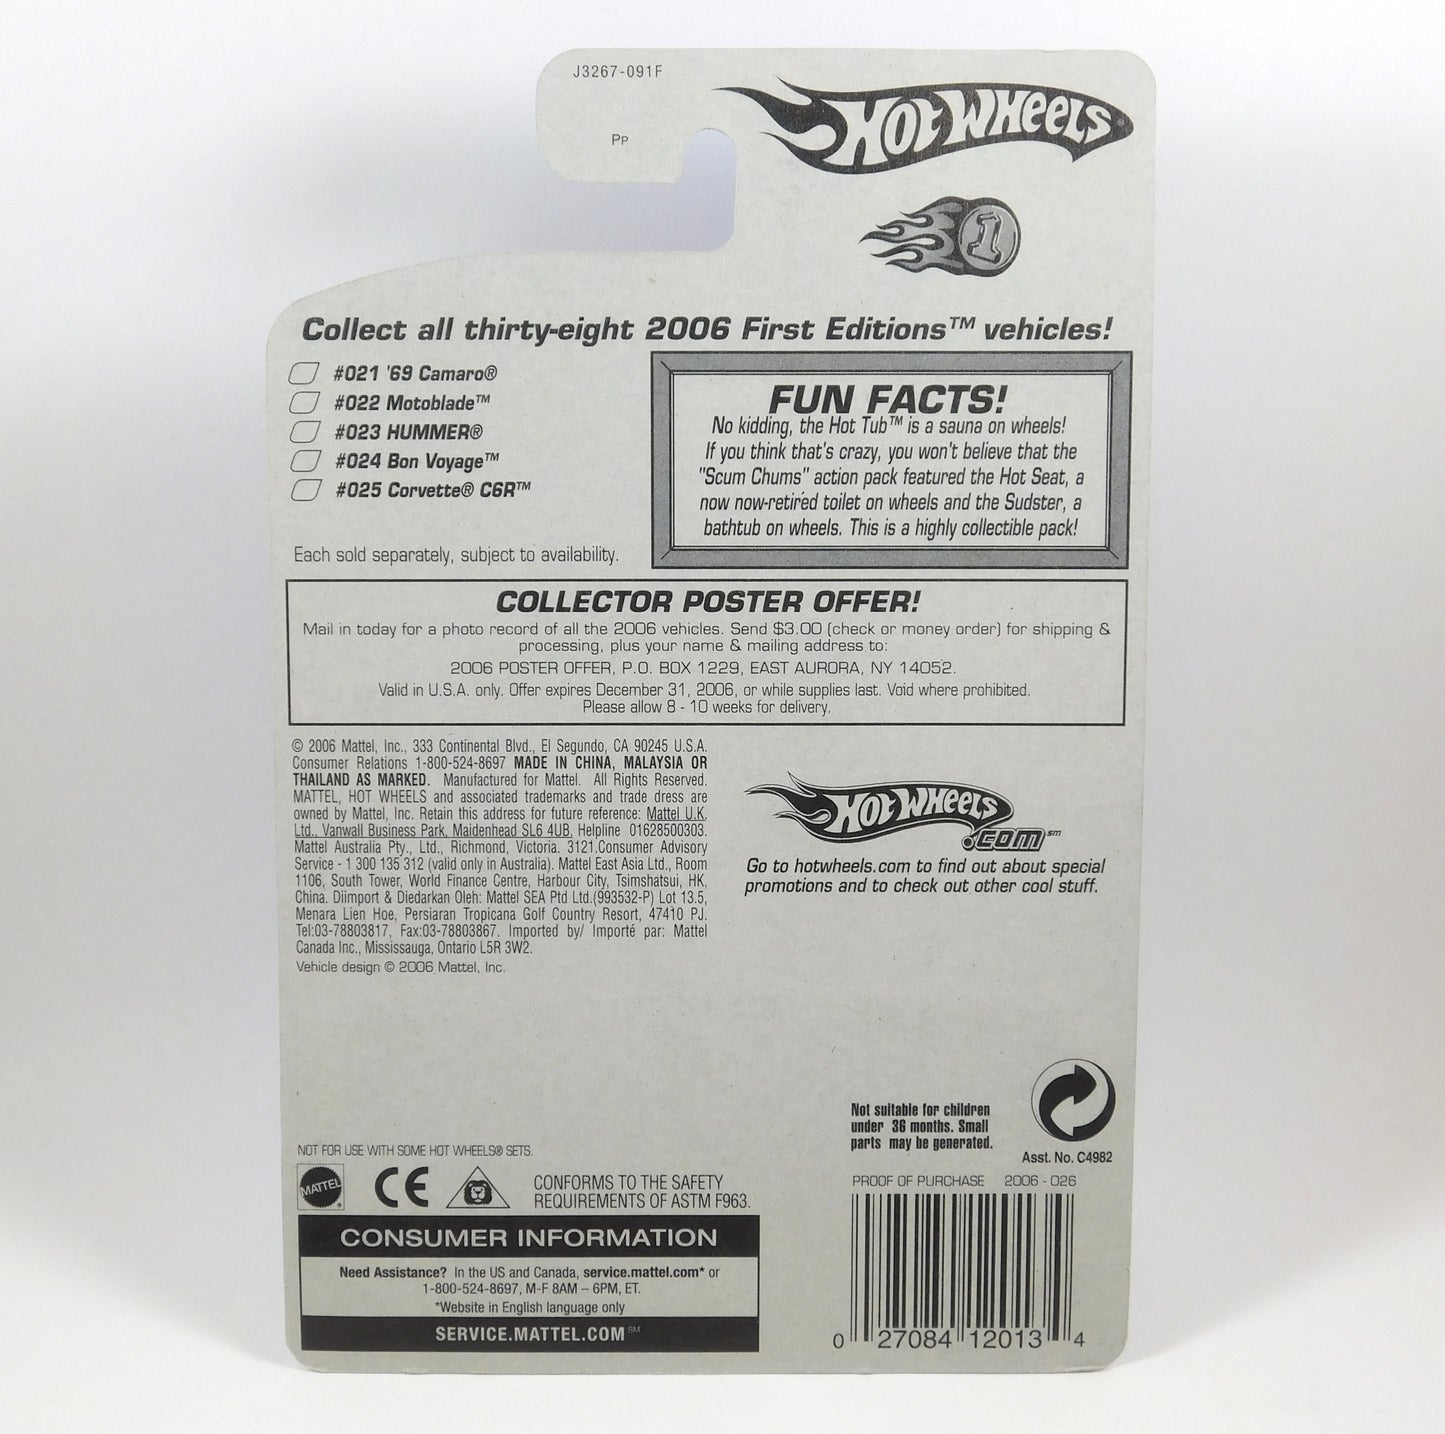 J3267-091F
PP
HOT WHEELS
1
Collect all thirty-eight 2006 First Editions™ vehicles!
#021 '69 Camaro®
#022 Motoblade™
#023 HUMMER®
#024 Bon Voyage™
#025 Corvette® C6R™
Each sold separately, subject to availability.
FUN FACTS!
No kidding, the Hot Tub™ is a sauna on wheels!
If you think that's crazy, you won't believe that the
"Scum Chums" action pack featured the Hot Seat, a
now now-retired toilet on wheels and the Sudster, a
bathtub on wheels. This is a highly collectible pack!
COLLECTOR POSTER OFFER!
Mail in today for a photo record of all the 2006 vehicles. Send $3.00 (check or money order) for shipping &
processing, plus your name & mailing address to:
2006 POSTER OFFER, P.O. BOX 1229, EAST AURORA, NY 14052.
Valid in U.S.A. only. Offer expires December 31, 2006, or while supplies last. Void where prohibited.
Please allow 8 - 10 weeks for delivery.
© 2006 Mattel, Inc., 333 Continental Blvd., El Segundo, CA 90245 U.S.A.
Consumer Relations 1-800-524-8697 MADE IN CHINA, MALAYSIA OR
THAILAND AS MARKED. Manufactured for Mattel. All Rights Reserved.
MATTEL, HOT WHEELS and associated trademarks and trade dress are
owned by Mattel, Inc. Retain this address for future reference: Mattel U.K.
Ltd., Vanwall Business Park, Maidenhead SL6 4UB. Helpline 01628500303.
Mattel Australia Pty., Ltd., Richmond, Victoria. 3121.Consumer Advisory
Service - 1 300 135 312 (valid only in Australia). Mattel East Asia Ltd., Room
1106, South Tower, World Finance Centre, Harbour City, Tsimshatsui, HK,
China. Diimport & Diedarkan Oleh: Mattel SEA Ptd Ltd.(993532-P) Lot 13.5,
Menara Lien Hoe, Persiaran Tropicana Golf Country Resort, 47410 PJ.
Tel:03-78803817, Fax:03-78803867. Imported by/ Importé par: Mattel
Canada Inc., Mississauga, Ontario L5R 3W2.
Vehicle design © 2006 Mattel, Inc.
HOT WHEELS
.COM℠
Go to hotwheels.com to find out about special
promotions and to check out other cool stuff.
Not suitable for children
under 36 months. Small
parts may be generated.
Asst. No. C4982
NOT FOR USE WITH SOME HOT WHEELS® SETS.
MATTEL®
CE
CONFORMS TO THE SAFETY
REQUIREMENTS OF ASTM F963.
PROOF OF PURCHASE 2006 - 026
0 27084 12013 4
CONSUMER INFORMATION
Need Assistance? In the US and Canada, service.mattel.com* or
1-800-524-8697, M-F 8AM – 6PM, ET.
*Website in English language only
SERVICE.MATTEL.COM℠